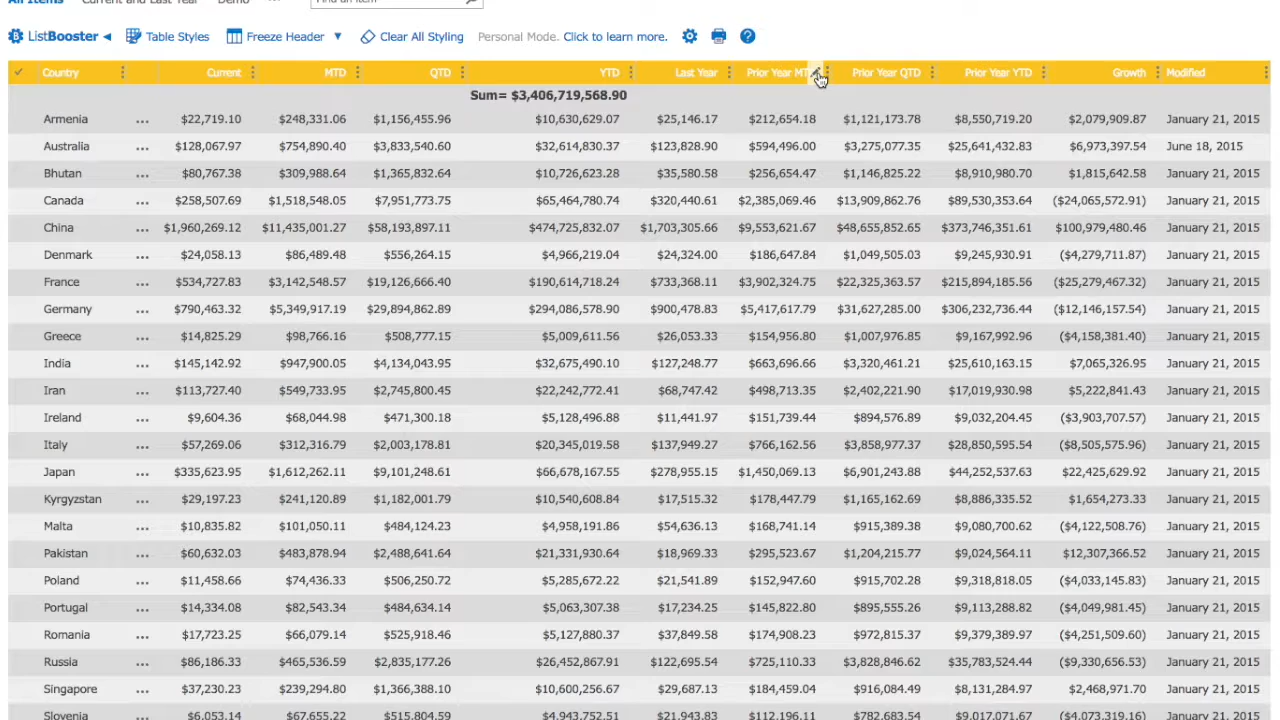 All Items Current and Last Year Demo ... Find an item
ListBooster Table Styles Freeze Header Clear All Styling Personal Mode. Click to learn more.
Country Current MTD QTD YTD Last Year Prior Year MTD Prior Year QTD Prior Year YTD Growth Modified
Sum= $3,406,719,568.90
Armenia ... $22,719.10 $248,331.06 $1,156,455.96 $10,630,629.07 $25,146.17 $212,654.18 $1,121,173.78 $8,550,719.20 $2,079,909.87 January 21, 2015
Australia ... $128,067.97 $754,890.40 $3,833,540.60 $32,614,830.37 $123,828.90 $594,496.00 $3,275,077.35 $25,641,432.83 $6,973,397.54 June 18, 2015
Bhutan ... $80,767.38 $309,988.64 $1,365,832.64 $10,726,623.28 $35,580.58 $256,654.47 $1,146,825.22 $8,910,980.70 $1,815,642.58 January 21, 2015
Canada ... $258,507.69 $1,518,548.05 $7,951,773.75 $65,464,780.74 $320,440.61 $2,385,069.46 $13,909,862.76 $89,530,353.64 ($24,065,572.91) January 21, 2015
China ... $1,960,269.12 $11,435,001.27 $58,193,897.11 $474,725,832.07 $1,703,305.66 $9,553,621.67 $48,655,852.65 $373,746,351.61 $100,979,480.46 January 21, 2015
Denmark ... $24,058.13 $86,489.48 $556,264.15 $4,966,219.04 $24,324.00 $186,647.84 $1,049,505.03 $9,245,930.91 ($4,279,711.87) January 21, 2015
France ... $534,727.83 $3,142,548.57 $19,126,666.40 $190,614,718.24 $733,368.11 $3,902,324.75 $22,325,363.57 $215,894,185.56 ($25,279,467.32) January 21, 2015
Germany ... $790,463.32 $5,349,917.19 $29,894,862.89 $294,086,578.90 $900,478.83 $5,417,617.79 $31,627,285.00 $306,232,736.44 ($12,146,157.54) January 21, 2015
Greece ... $14,825.29 $98,766.16 $508,777.15 $5,009,611.56 $26,053.33 $154,956.80 $1,007,976.85 $9,167,992.96 ($4,158,381.40) January 21, 2015
India ... $145,142.92 $947,900.05 $4,134,043.95 $32,675,490.10 $127,248.77 $663,696.66 $3,320,461.21 $25,610,163.15 $7,065,326.95 January 21, 2015
Iran ... $113,727.40 $549,733.95 $2,745,800.45 $22,242,772.41 $68,747.42 $498,713.35 $2,402,221.90 $17,019,930.98 $5,222,841.43 January 21, 2015
Ireland ... $9,604.36 $68,044.98 $471,300.18 $5,128,496.88 $11,441.97 $151,739.44 $894,576.89 $9,032,204.45 ($3,903,707.57) January 21, 2015
Italy ... $57,269.06 $312,316.79 $2,003,178.81 $20,345,019.58 $137,949.27 $766,162.56 $3,858,977.37 $28,850,595.54 ($8,505,575.96) January 21, 2015
Japan ... $335,623.95 $1,612,262.11 $9,101,248.61 $66,678,167.55 $278,955.15 $1,450,069.13 $6,901,243.88 $44,252,537.63 $22,425,629.92 January 21, 2015
Kyrgyzstan ... $29,197.23 $241,120.89 $1,182,001.79 $10,540,608.84 $17,515.32 $178,447.79 $1,165,162.69 $8,886,335.52 $1,654,273.33 January 21, 2015
Malta ... $10,835.82 $101,050.11 $484,124.23 $4,958,191.86 $54,636.13 $168,741.14 $915,389.38 $9,080,700.62 ($4,122,508.76) January 21, 2015
Pakistan ... $60,632.03 $483,878.94 $2,488,641.64 $21,331,930.64 $18,969.33 $295,523.67 $1,204,215.77 $9,024,564.11 $12,307,366.52 January 21, 2015
Poland ... $11,458.66 $74,436.33 $506,250.72 $5,285,672.22 $21,541.89 $152,947.60 $915,702.28 $9,318,818.05 ($4,033,145.83) January 21, 2015
Portugal ... $14,334.08 $82,543.34 $484,634.14 $5,063,307.38 $17,234.25 $145,822.80 $895,555.26 $9,113,288.82 ($4,049,981.45) January 21, 2015
Romania ... $17,723.25 $66,079.14 $525,918.46 $5,127,880.37 $37,849.58 $174,908.23 $972,815.37 $9,379,389.97 ($4,251,509.60) January 21, 2015
Russia ... $86,186.33 $465,536.59 $2,835,177.26 $26,452,867.91 $122,695.54 $725,110.33 $3,828,846.62 $35,783,524.44 ($9,330,656.53) January 21, 2015
Singapore ... $37,230.23 $239,294.80 $1,366,388.10 $10,600,256.67 $29,687.13 $184,459.04 $916,084.49 $8,131,284.97 $2,468,971.70 January 21, 2015
Slovenia ... $6,053.14 $67,655.22 $515,804.59 $4,943,752.51 $21,943.83 $112,196.11 $782,683.54 $9,017,071.67 ($4,073,319.16) January 21, 2015